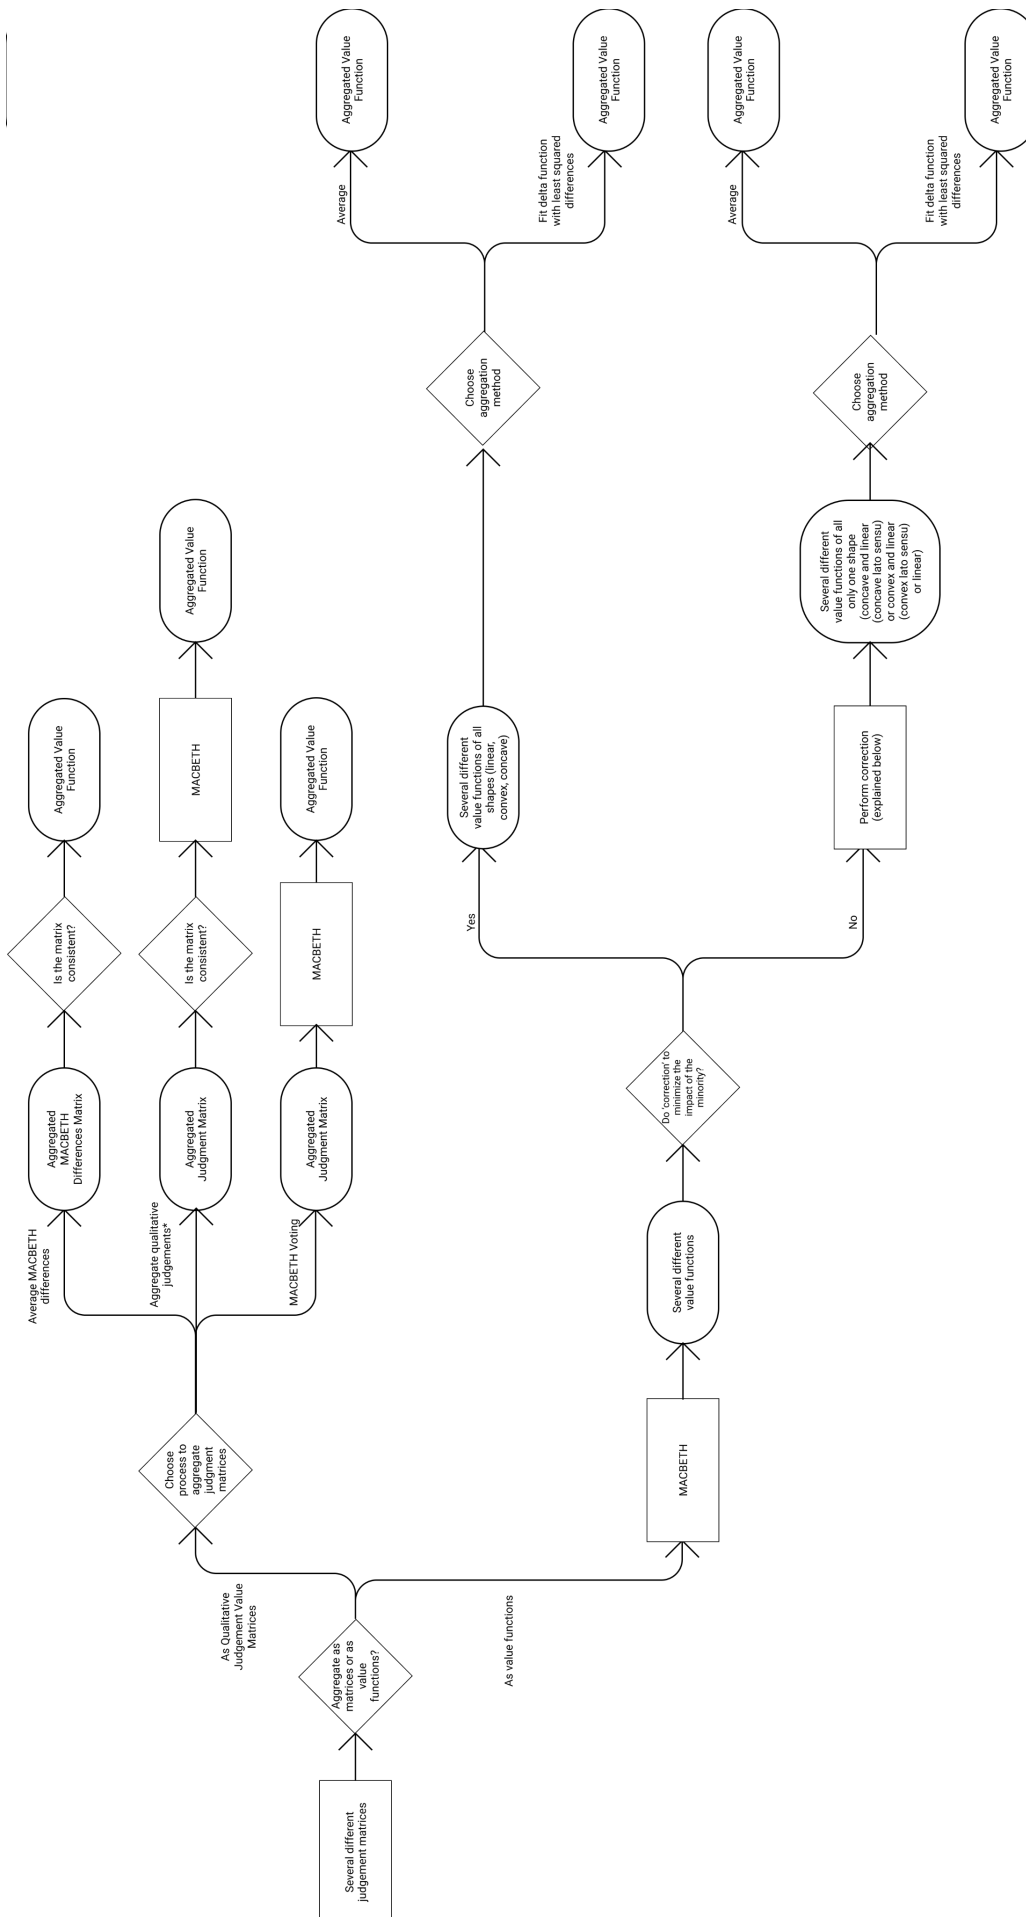 Several different
judgement matrices
Aggregate as
matrices or as
value
functions?
As Qualitative
Judgement Value
Matrices
As value functions
Choose
process to
aggregate
judgment
matrices
Average MACBETH
differences
Aggregate qualitative
judgements*
MACBETH Voting
Aggregated
MACBETH
Differences Matrix
Is the matrix
consistent?
Aggregated Value
Function
Aggregated
Judgment Matrix
Is the matrix
consistent?
MACBETH
Aggregated Value
Function
Aggregated
Judgment Matrix
MACBETH
Aggregated Value
Function
MACBETH
Several different
value functions
Do 'correction' to
minimize the
impact of the
minority?
Yes
No
Several different
value functions of all
shapes (linear,
convex, concave)
Choose
aggregation
method
Average
Aggregated Value
Function
Fit delta function
with least squared
differences
Aggregated Value
Function
Perform correction
(explained below)
Several different
value functions of all
only one shape
(concave and linear
(concave lato sensu)
or convex and linear
(convex lato sensu)
or linear)
Choose
aggregation
method
Average
Aggregated Value
Function
Fit delta function
with least squared
differences
Aggregated Value
Function